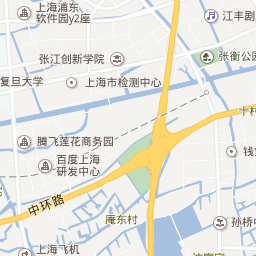 上海浦东
软件园y2座
江丰剧
张江创新学院
张衡公园
复旦大学
上海市检测中心
腾飞莲花商务园
百度上海
研发中心
中环路
庵东村
孙桥中
上海飞机